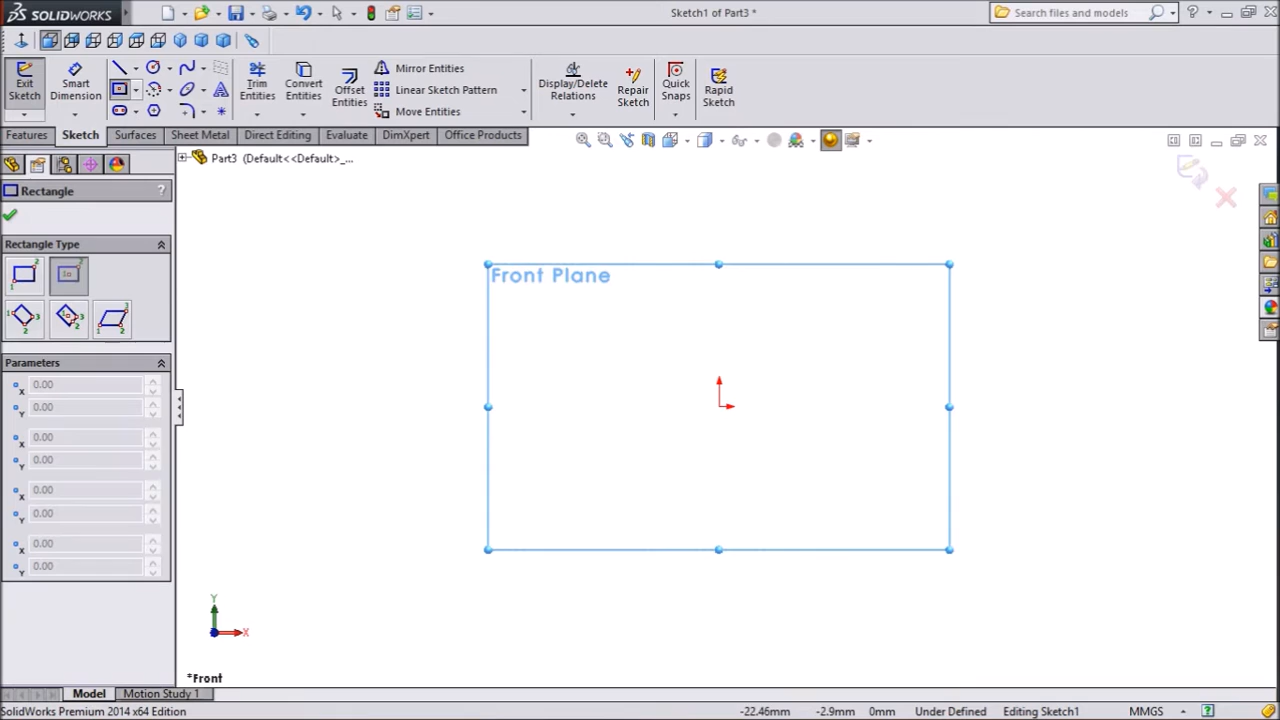 SOLIDWORKS
Sketch1 of Part3 *
Search files and models
Exit Sketch
Smart Dimension
Trim Entities
Convert Entities
Offset Entities
Mirror Entities
Linear Sketch Pattern
Move Entities
Display/Delete Relations
Repair Sketch
Quick Snaps
Rapid Sketch
Features
Sketch
Surfaces
Sheet Metal
Direct Editing
Evaluate
DimXpert
Office Products
Part3 (Default<<Default>_...
Rectangle
?
Rectangle Type
Parameters
X 0.00
Y 0.00
X 0.00
Y 0.00
X 0.00
Y 0.00
X 0.00
Y 0.00
Front Plane
Y
X
*Front
Model
Motion Study 1
SolidWorks Premium 2014 x64 Edition
-22.46mm
-2.9mm
0mm
Under Defined
Editing Sketch1
MMGS